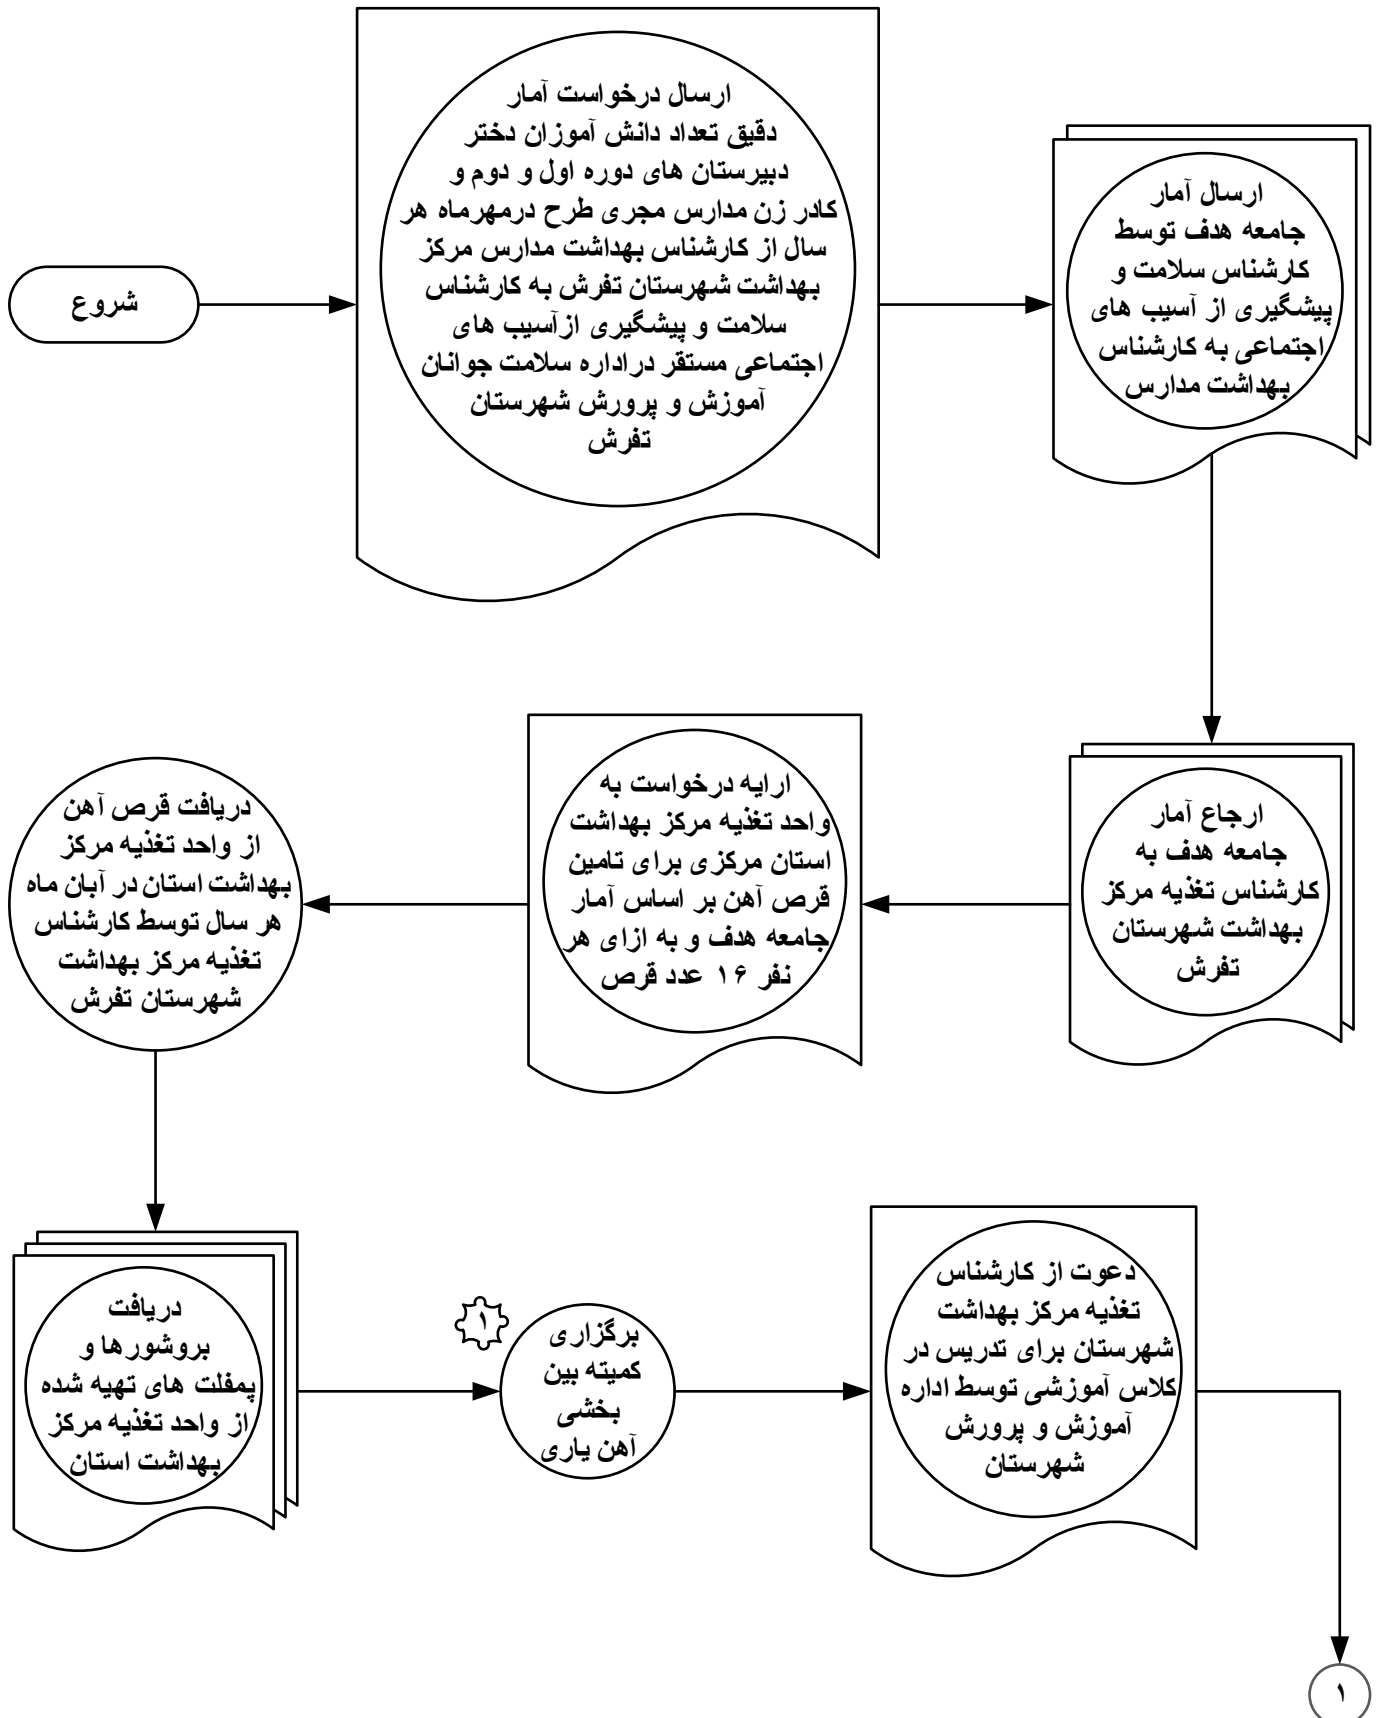 شروع
ارسال درخواست آمار
دقیق تعداد دانش آموزان دختر
دبیرستان های دوره اول و دوم و
کادر زن مدارس مجری طرح درمهرماه هر
سال از کارشناس بهداشت مدارس مرکز
بهداشت شهرستان تفرش به کارشناس
سلامت و پیشگیری ازآسیب های
اجتماعی مستقر دراداره سلامت جوانان
آموزش و پرورش شهرستان
تفرش
ارسال آمار
جامعه هدف توسط
کارشناس سلامت و
پیشگیری از آسیب های
اجتماعی به کارشناس
بهداشت مدارس
ارجاع آمار
جامعه هدف به
کارشناس تغذیه مرکز
بهداشت شهرستان
تفرش
ارایه درخواست به
واحد تغذیه مرکز بهداشت
استان مرکزی برای تامین
قرص آهن بر اساس آمار
جامعه هدف و به ازای هر
نفر ۱۶ عدد قرص
دریافت قرص آهن
از واحد تغذیه مرکز
بهداشت استان در آبان ماه
هر سال توسط کارشناس
تغذیه مرکز بهداشت
شهرستان تفرش
دریافت
بروشورها و
پمفلت های تهیه شده
از واحد تغذیه مرکز
بهداشت استان
۱
برگزاری
کمیته بین
بخشی
آهن یاری
دعوت از کارشناس
تغذیه مرکز بهداشت
شهرستان برای تدریس در
کلاس آموزشی توسط اداره
آموزش و پرورش
شهرستان
۱